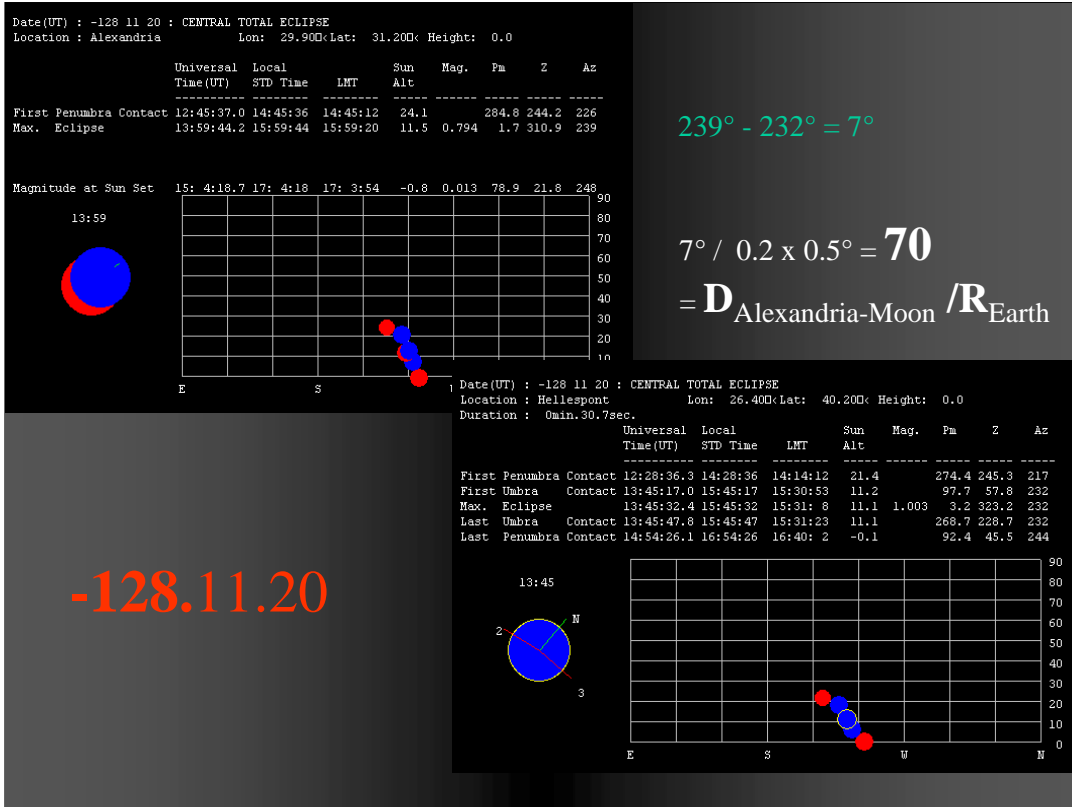 Date(UT) : -128 11 20 : CENTRAL TOTAL ECLIPSE
Location : Alexandria Lon: 29.90□< Lat: 31.20□< Height: 0.0
Universal Local Sun Mag. Pm Z Az
Time(UT) STD Time LMT Alt
--------- --------- -------- ----- ------ ----- ----- -----
First Penumbra Contact 12:45:37.0 14:45:36 14:45:12 24.1 284.8 244.2 226
Max. Eclipse 13:59:44.2 15:59:44 15:59:20 11.5 0.794 1.7 310.9 239
Magnitude at Sun Set 15: 4:18.7 17: 4:18 17: 3:54 -0.8 0.013 78.9 21.8 248
13:59
90
80
70
60
50
40
30
20
10
E S
239° - 232° = 7°
7° / 0.2 x 0.5° = 70
= D Alexandria-Moon /R Earth
Date(UT) : -128 11 20 : CENTRAL TOTAL ECLIPSE
Location : Hellespont Lon: 26.40□< Lat: 40.20□< Height: 0.0
Duration : 0min.30.7sec.
Universal Local Sun Mag. Pm Z Az
Time(UT) STD Time LMT Alt
--------- --------- -------- ----- ------ ----- ----- -----
First Penumbra Contact 12:28:36.3 14:28:36 14:14:12 21.4 274.4 245.3 217
First Umbra Contact 13:45:17.0 15:45:17 15:30:53 11.2 97.7 57.8 232
Max. Eclipse 13:45:32.4 15:45:32 15:31: 8 11.1 1.003 3.2 323.2 232
Last Umbra Contact 13:45:47.8 15:45:47 15:31:23 11.1 268.7 228.7 232
Last Penumbra Contact 14:54:26.1 16:54:26 16:40: 2 -0.1 92.4 45.5 244
13:45
N
2
3
90
80
70
60
50
40
30
20
10
0
E S W N
-128.11.20